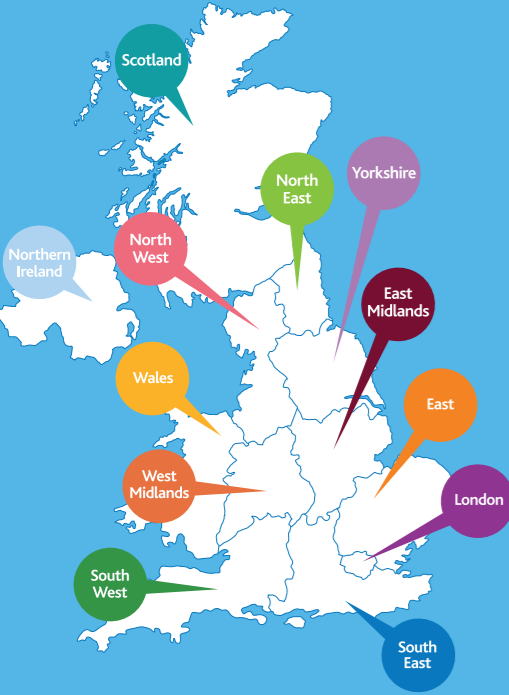 Scotland
North
East
Yorkshire
North
West
Northern
Ireland
East
Midlands
Wales
East
West
Midlands
London
South
West
South
East